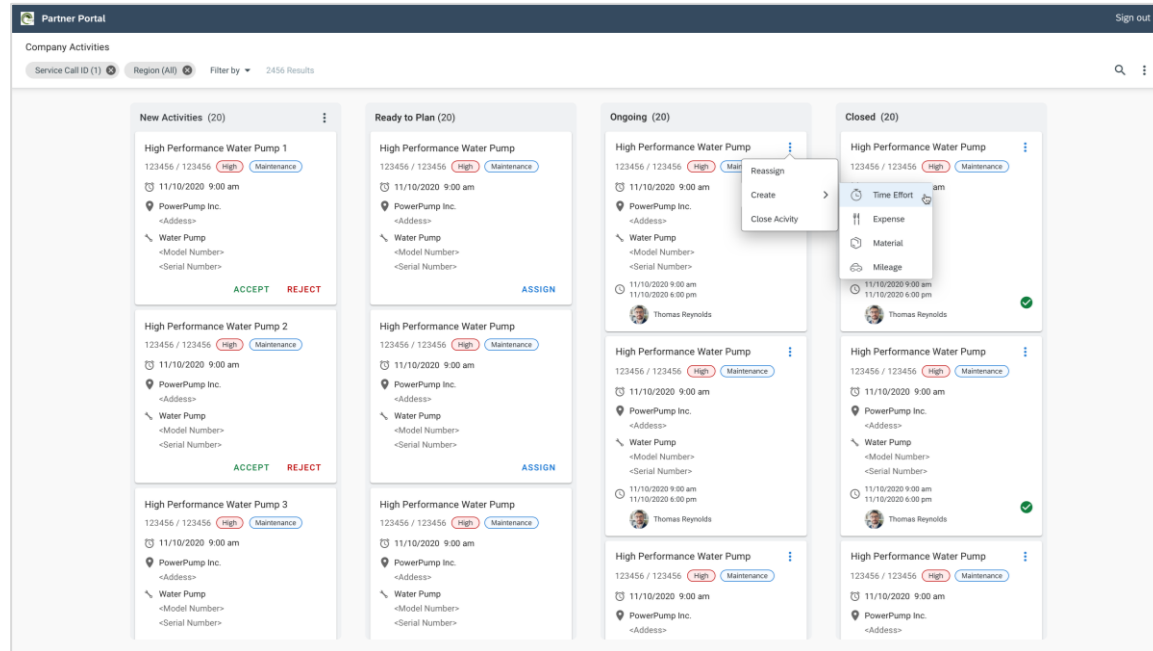 Partner Portal
Sign out
Company Activities
Service Call ID (1)
Region (All)
Filter by
2456 Results
New Activities (20)
High Performance Water Pump 1
123456 / 123456 High Maintenance
11/10/2020 9:00 am
PowerPump Inc.
<Addess>
Water Pump
<Model Number>
<Serial Number>
ACCEPT REJECT
High Performance Water Pump 2
123456 / 123456 High Maintenance
11/10/2020 9:00 am
PowerPump Inc.
<Addess>
Water Pump
<Model Number>
<Serial Number>
ACCEPT REJECT
High Performance Water Pump 3
123456 / 123456 High Maintenance
11/10/2020 9:00 am
PowerPump Inc.
<Addess>
Water Pump
<Model Number>
<Serial Number>
Ready to Plan (20)
High Performance Water Pump
123456 / 123456 High Maintenance
11/10/2020 9:00 am
PowerPump Inc.
<Addess>
Water Pump
<Model Number>
<Serial Number>
ASSIGN
High Performance Water Pump
123456 / 123456 High Maintenance
11/10/2020 9:00 am
PowerPump Inc.
<Addess>
Water Pump
<Model Number>
<Serial Number>
ASSIGN
High Performance Water Pump
123456 / 123456 High Maintenance
11/10/2020 9:00 am
PowerPump Inc.
<Addess>
Water Pump
<Model Number>
<Serial Number>
Ongoing (20)
High Performance Water Pump
123456 / 123456 High
11/10/2020 9:00 am
PowerPump Inc.
<Addess>
Water Pump
<Model Number>
<Serial Number>
11/10/2020 9:00 am
11/10/2020 6:00 pm
Thomas Reynolds
Reassign
Create
Close Acivity
Time Effort
Expense
Material
Mileage
High Performance Water Pump
123456 / 123456 High Maintenance
11/10/2020 9:00 am
PowerPump Inc.
<Addess>
Water Pump
<Model Number>
<Serial Number>
11/10/2020 9:00 am
11/10/2020 6:00 pm
Thomas Reynolds
High Performance Water Pump
123456 / 123456 High Maintenance
11/10/2020 9:00 am
PowerPump Inc.
<Addess>
Closed (20)
High Performance Water Pump
123456 / 123456 High Maintenance
am
11/10/2020 9:00 am
11/10/2020 6:00 pm
Thomas Reynolds
High Performance Water Pump
123456 / 123456 High Maintenance
11/10/2020 9:00 am
PowerPump Inc.
<Addess>
Water Pump
<Model Number>
<Serial Number>
11/10/2020 9:00 am
11/10/2020 6:00 pm
Thomas Reynolds
High Performance Water Pump
123456 / 123456 High Maintenance
11/10/2020 9:00 am
PowerPump Inc.
<Addess>